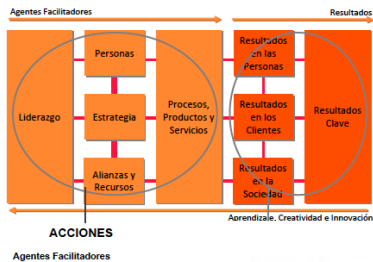 Agentes Facilitadores
Resultados
Liderazgo
Personas
Estrategia
Alianzas y
Recursos
Procesos,
Productos y
Servicios
Resultados
en las
Personas
Resultados
en los
Clientes
Resultados
en la
Sociedad
Resultados
Clave
Aprendizaje. Creatividad e Innovación
ACCIONES
Agentes Facilitadores